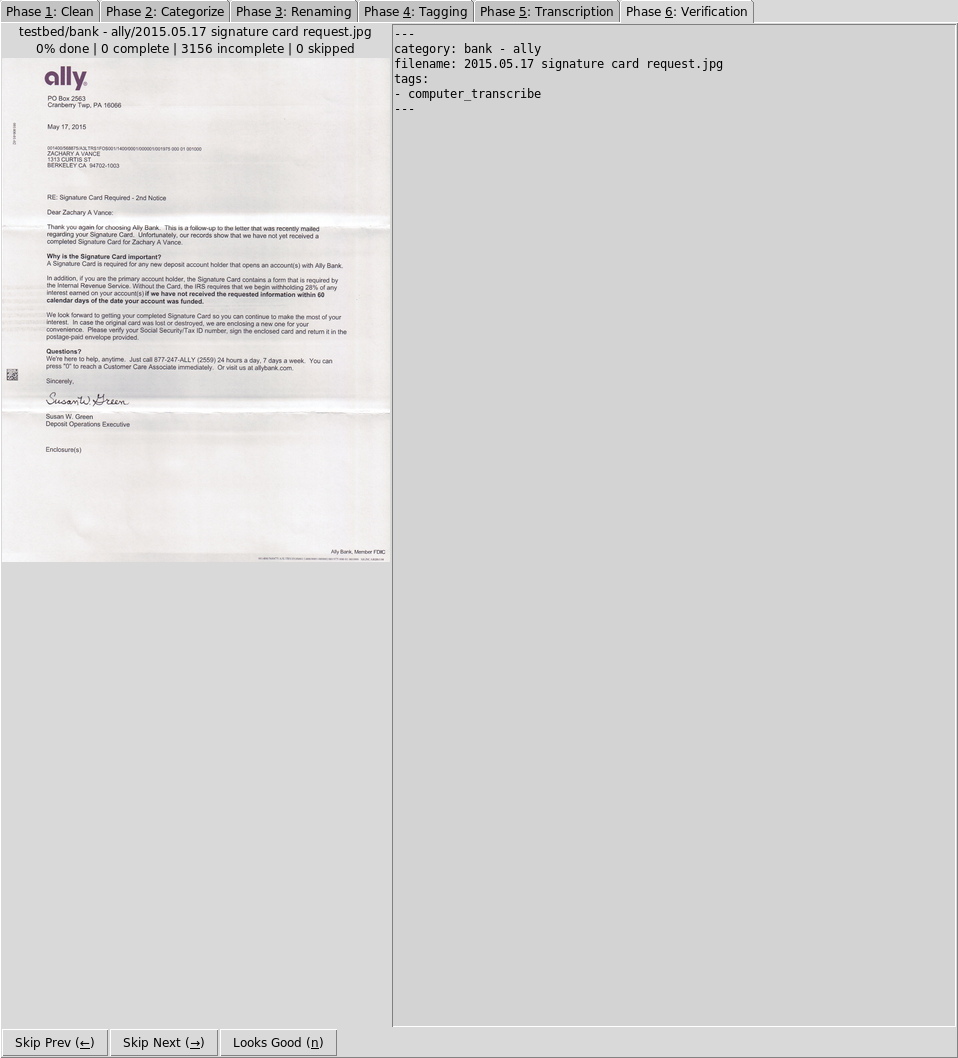 Phase 1: Clean
Phase 2: Categorize
Phase 3: Renaming
Phase 4: Tagging
Phase 5: Transcription
Phase 6: Verification
testbed/bank - ally/2015.05.17 signature card request.jpg
0% done | 0 complete | 3156 incomplete | 0 skipped
ally
PO Box 2563
Cranberry Twp, PA 16066
May 17, 2015
ZACHARY A VANCE
1313 CURTIS ST
BERKELEY CA 94702-1003
RE: Signature Card Required - 2nd Notice
Dear Zachary A Vance:
Thank you again for choosing Ally Bank. This is a follow-up to the letter that was recently mailed
regarding your Signature Card. Unfortunately, our records show that we have not yet received a
completed Signature Card for Zachary A Vance.
Why is the Signature Card important?
A Signature Card is required for any new deposit account holder that opens an account(s) with Ally Bank.
In addition, if you are the primary account holder, the Signature Card contains a form that is required by
the Internal Revenue Service. Without the Card, the IRS requires that we begin withholding 28% of any
interest earned on your account(s) if we have not received the requested information within 60
calendar days of the date your account was funded.
We look forward to getting your completed Signature Card so you can continue to make the most of your
interest. In case the original card was lost or destroyed, we are enclosing a new one for your
convenience. Please verify your Social Security/Tax ID number, sign the enclosed card and return it in the
postage-paid envelope provided.
Questions?
We're here to help, anytime. Just call 877-247-ALLY (2559) 24 hours a day, 7 days a week. You can
press "0" to reach a Customer Care Associate immediately. Or visit us at allybank.com.
Sincerely,
Susan W. Green
Susan W. Green
Deposit Operations Executive
Enclosure(s)
Ally Bank, Member FDIC
---
category: bank - ally
filename: 2015.05.17 signature card request.jpg
tags:
- computer_transcribe
---
Skip Prev (←)
Skip Next (→)
Looks Good (n)